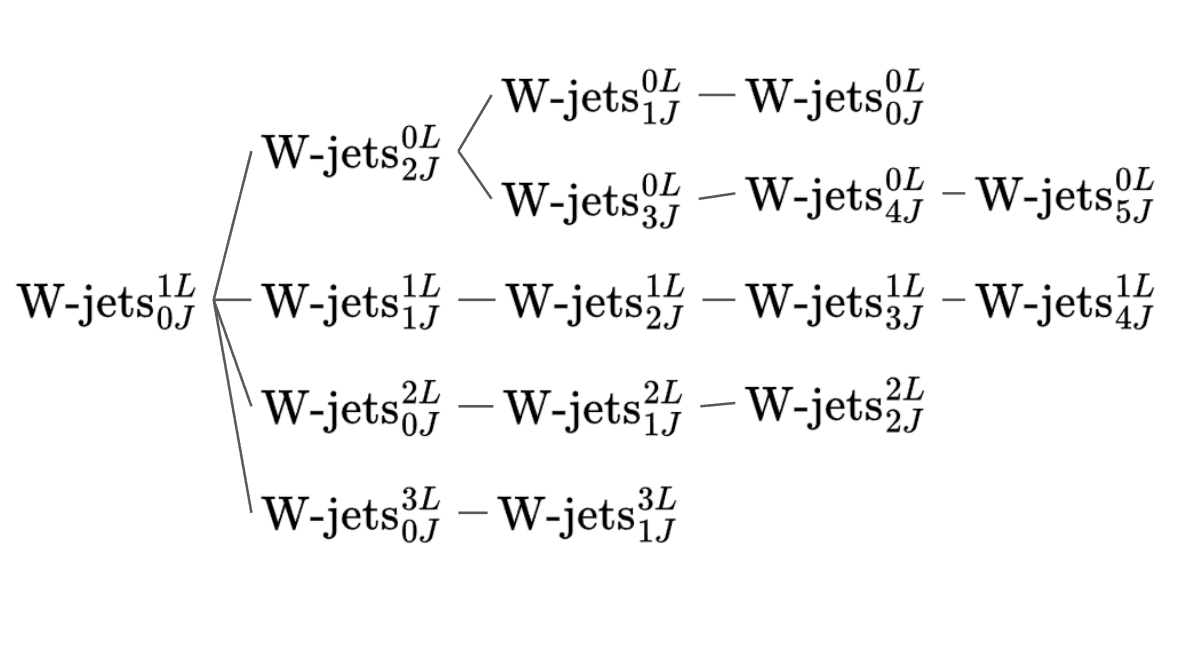 W-jets$^{0L}_{1J}$ — W-jets$^{0L}_{0J}$
W-jets$^{0L}_{2J}$
W-jets$^{0L}_{3J}$ — W-jets$^{0L}_{4J}$ — W-jets$^{0L}_{5J}$
W-jets$^{1L}_{0J}$ — W-jets$^{1L}_{1J}$ — W-jets$^{1L}_{2J}$ — W-jets$^{1L}_{3J}$ — W-jets$^{1L}_{4J}$
W-jets$^{2L}_{0J}$ — W-jets$^{2L}_{1J}$ — W-jets$^{2L}_{2J}$
W-jets$^{3L}_{0J}$ — W-jets$^{3L}_{1J}$